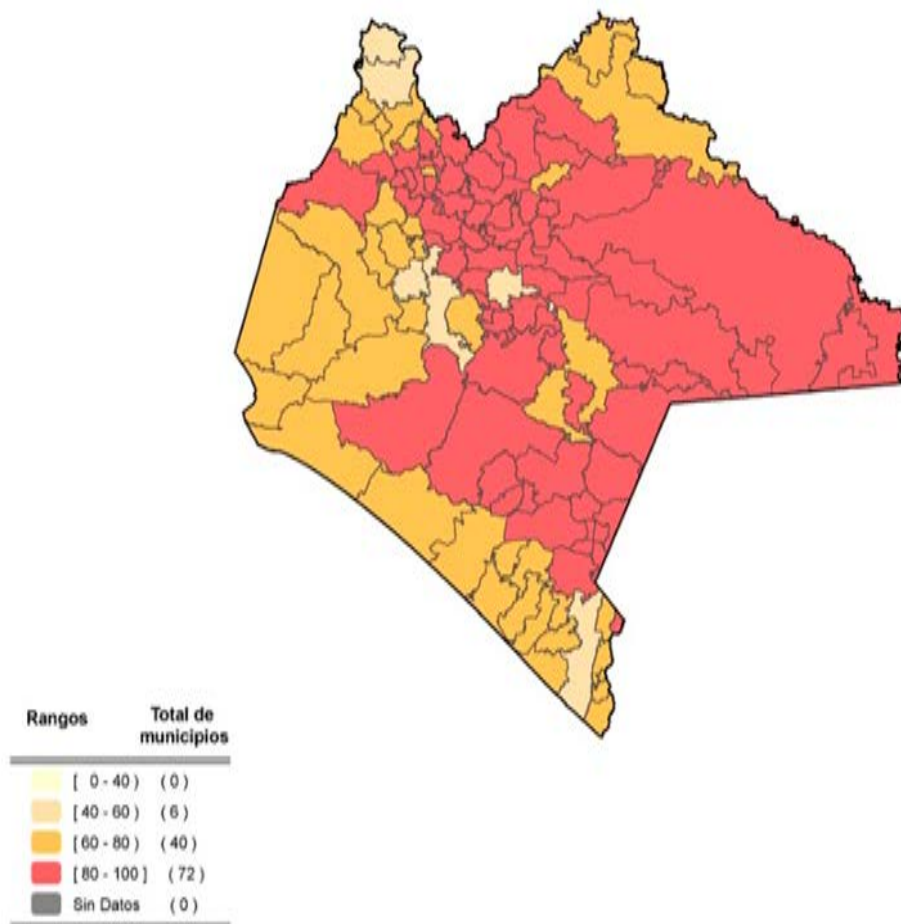 Rangos Total de
municipios
[ 0 - 40 ) ( 0 )
[ 40 - 60 ) ( 6 )
[ 60 - 80 ) ( 40 )
[ 80 - 100 ] ( 72 )
Sin Datos ( 0 )